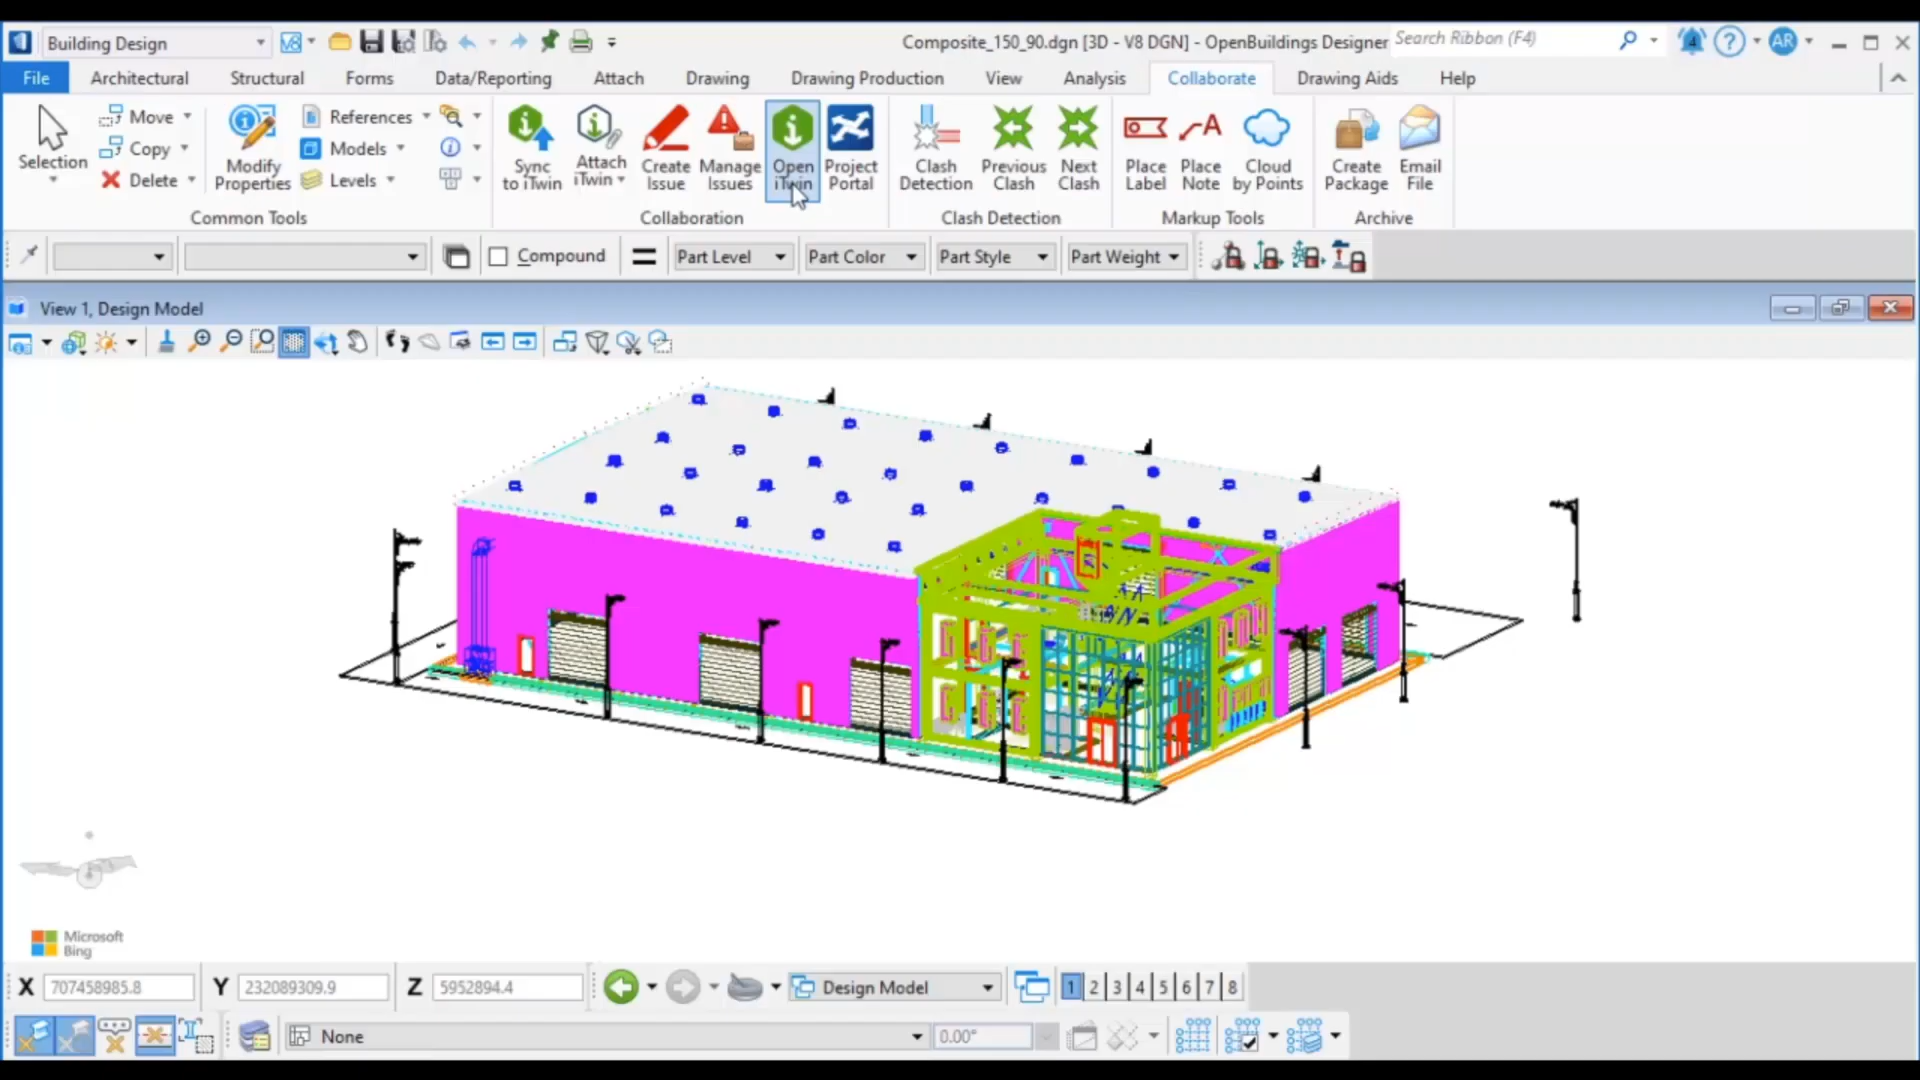 Building Design
V8
Composite_150_90.dgn [3D - V8 DGN] - OpenBuildings Designer
Search Ribbon (F4)
4
?
AR
File
Architectural
Structural
Forms
Data/Reporting
Attach
Drawing
Drawing Production
View
Analysis
Collaborate
Drawing Aids
Help
Selection
Move
Copy
Delete
Modify
Properties
References
Models
Levels
Common Tools
Sync
to iTwin
Attach
iTwin
Create
Issue
Manage
Issues
Open
iTwin
Project
Portal
Collaboration
Clash
Detection
Previous
Clash
Next
Clash
Clash Detection
Place
Label
Place
Note
Cloud
by Points
Markup Tools
Create
Package
Email
File
Archive
Compound
Part Level
Part Color
Part Style
Part Weight
View 1, Design Model
Microsoft
Bing
X 707458985.8
Y 232089309.9
Z 5952894.4
Design Model
1 2 3 4 5 6 7 8
None
0.00°